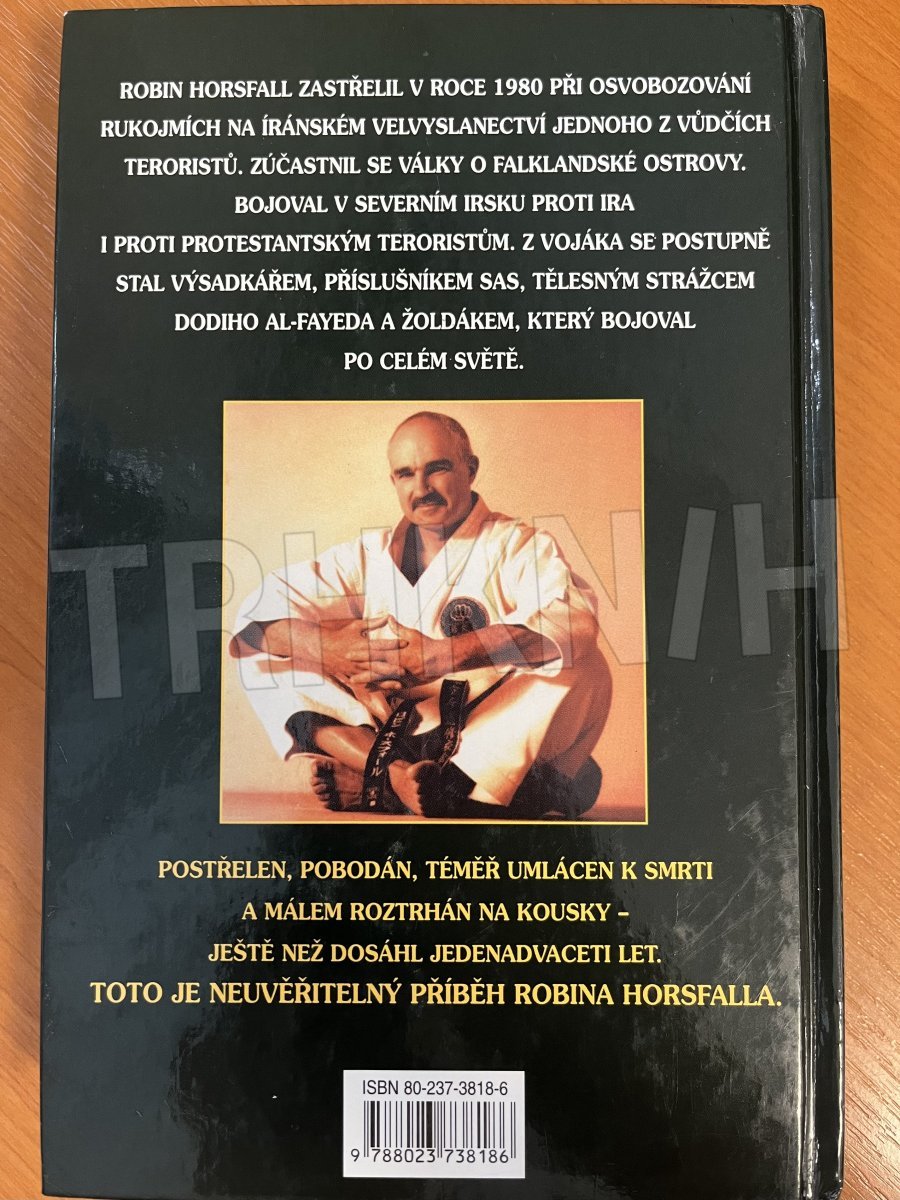 ROBIN HORSFALL ZASTŘELIL V ROCE 1980 PŘI OSVOBOZOVÁNÍ
RUKOJMÍCH NA ÍRÁNSKÉM VELVYSLANECTVÍ JEDNOHO Z VŮDČÍCH
TERORISTŮ. ZÚČASTNIL SE VÁLKY O FALKLANDSKÉ OSTROVY.
BOJOVAL V SEVERNÍM IRSKU PROTI IRA
I PROTI PROTESTANTSKÝM TERORISTŮM. Z VOJÁKA SE POSTUPNĚ
STAL VÝSADKÁŘEM, PŘÍSLUŠNÍKEM SAS, TĚLESNÝM STRÁŽCEM
DODIHO AL-FAYEDA A ŽOLDÁKEM, KTERÝ BOJOVAL
PO CELÉM SVĚTĚ.
TRHKNIH
POSTŘELEN, POBODÁN, TÉMĚŘ UMLÁCEN K SMRTI
A MÁLEM ROZTRHÁN NA KOUSKY –
JEŠTĚ NEŽ DOSÁHL JEDENADVACETI LET.
TOTO JE NEUVĚŘITELNÝ PŘÍBĚH ROBINA HORSFALLA.
ISBN 80-237-3818-6
9 788023 738186